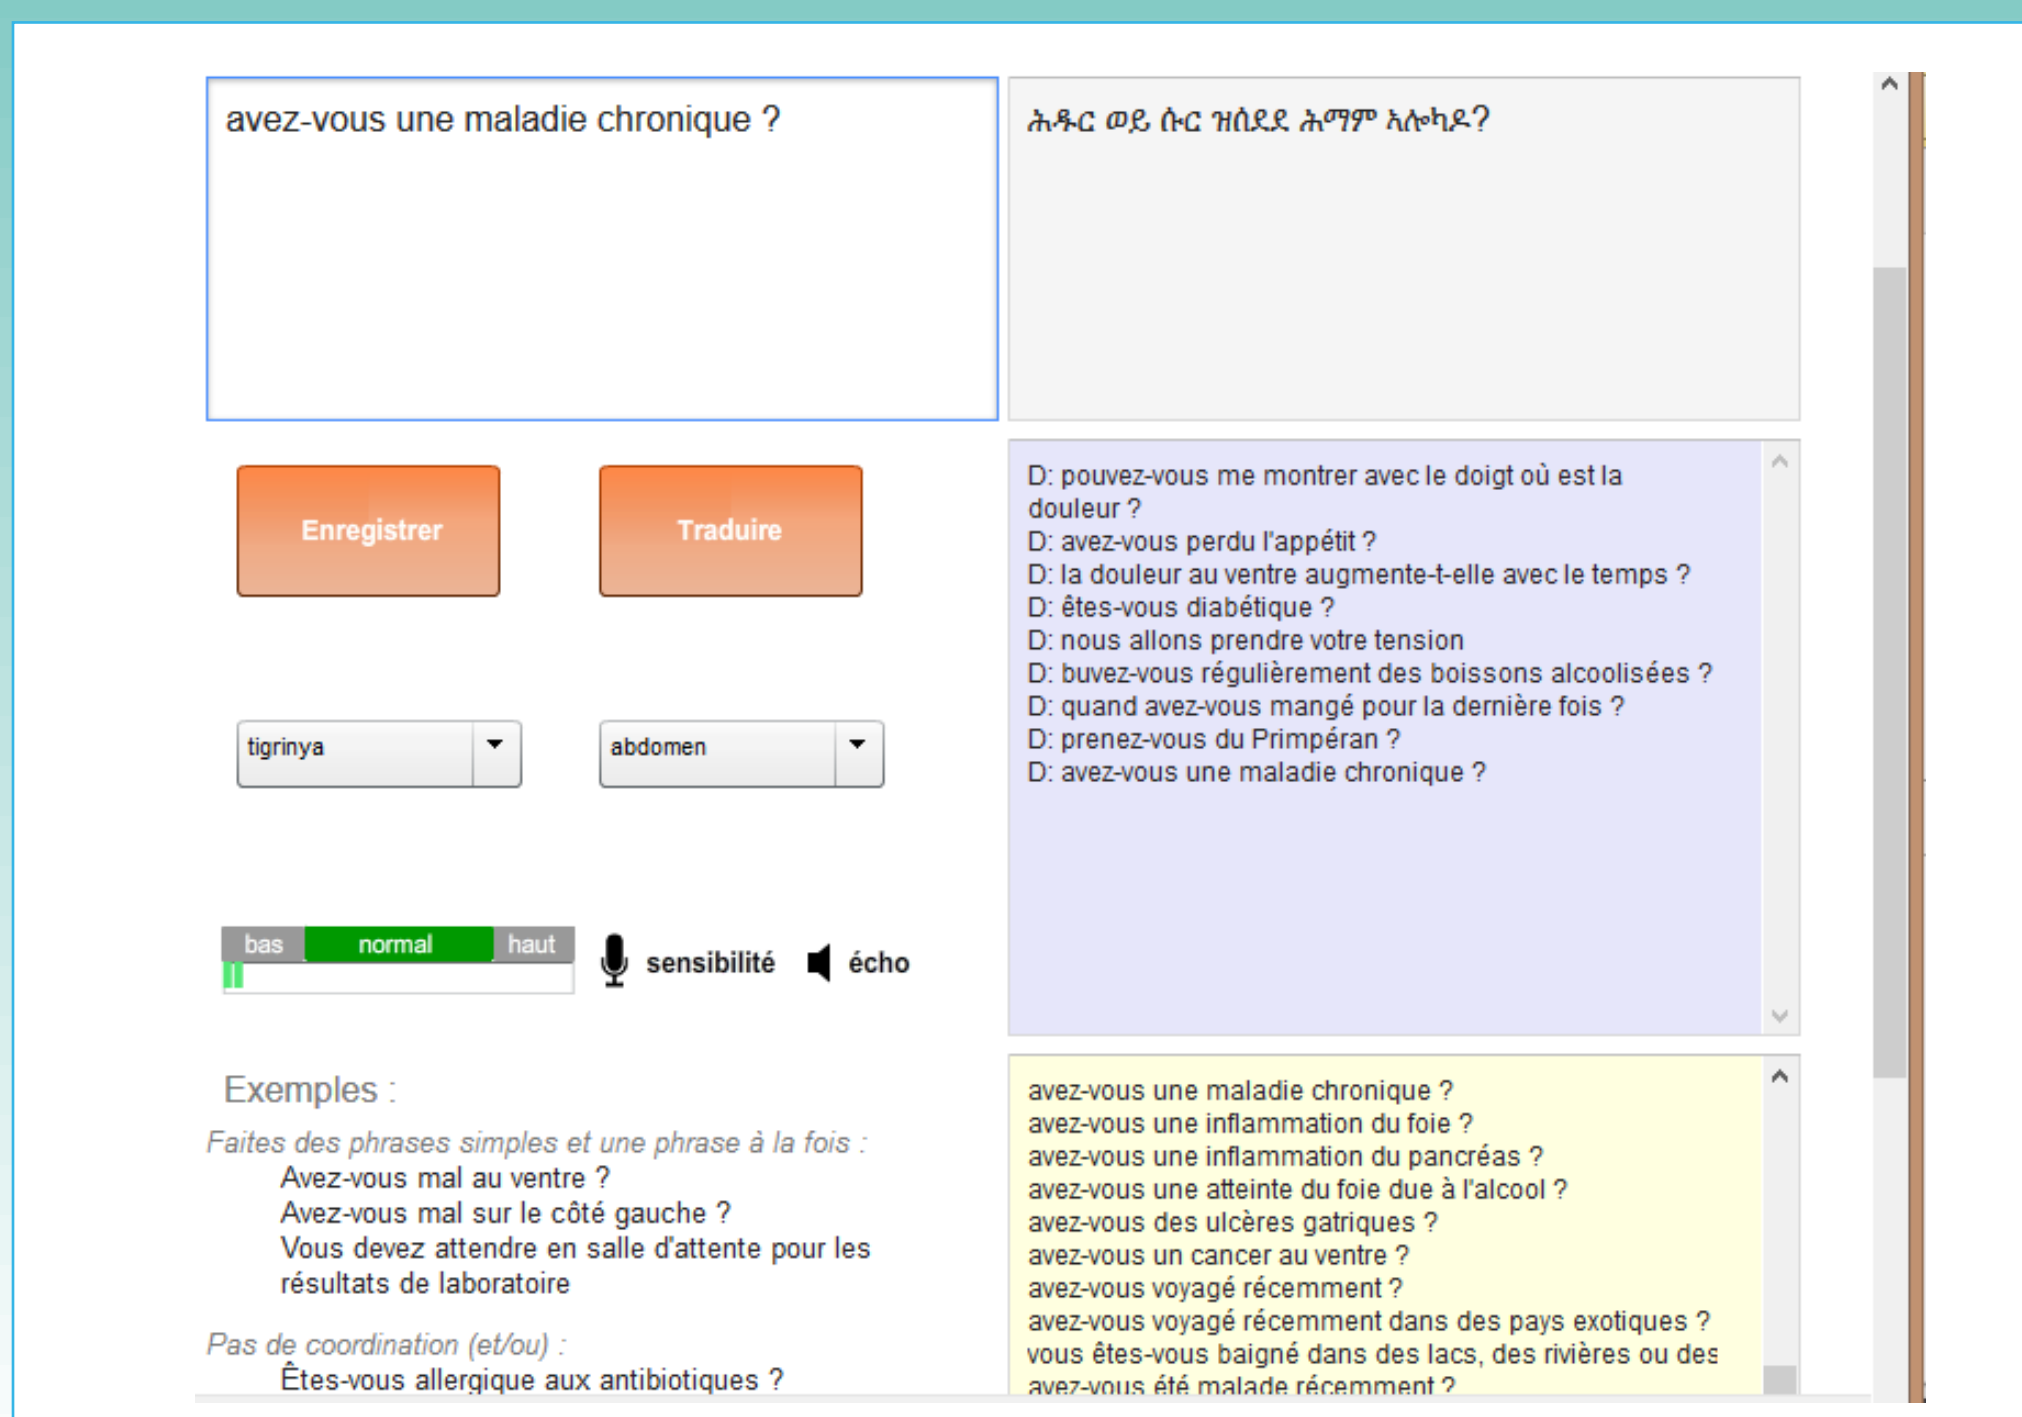 avez-vous une maladie chronique ?
ሕዱር ወይ ሱር ዝሰደደ ሕማም ኣሎካዶ?
Enregistrer
Traduire
tigrinya
abdomen
bas
normal
haut
sensibilité
écho
D: pouvez-vous me montrer avec le doigt où est la
douleur ?
D: avez-vous perdu l'appétit ?
D: la douleur au ventre augmente-t-elle avec le temps ?
D: êtes-vous diabétique ?
D: nous allons prendre votre tension
D: buvez-vous régulièrement des boissons alcoolisées ?
D: quand avez-vous mangé pour la dernière fois ?
D: prenez-vous du Primpéran ?
D: avez-vous une maladie chronique ?
Exemples :
Faites des phrases simples et une phrase à la fois :
Avez-vous mal au ventre ?
Avez-vous mal sur le côté gauche ?
Vous devez attendre en salle d'attente pour les
résultats de laboratoire
Pas de coordination (et/ou) :
Êtes-vous allergique aux antibiotiques ?
avez-vous une maladie chronique ?
avez-vous une inflammation du foie ?
avez-vous une inflammation du pancréas ?
avez-vous une atteinte du foie due à l'alcool ?
avez-vous des ulcères gatriques ?
avez-vous un cancer au ventre ?
avez-vous voyagé récemment ?
avez-vous voyagé récemment dans des pays exotiques ?
vous êtes-vous baigné dans des lacs, des rivières ou des
avez-vous été malade récemment ?